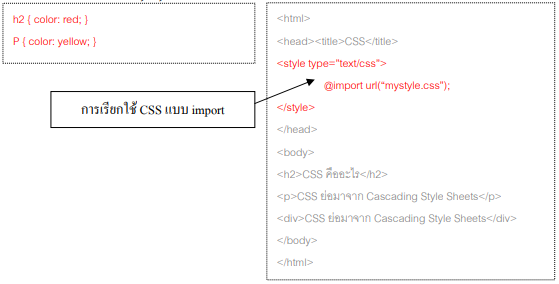 h2 { color: red; }
P { color: yellow; }
การเรียกใช้ CSS แบบ import
<html>
<head><title>CSS</title>
<style type="text/css">
@import url("mystyle.css");
</style>
</head>
<body>
<h2>CSS คืออะไร</h2>
<p>CSS ย่อมาจาก Cascading Style Sheets</p>
<div>CSS ย่อมาจาก Cascading Style Sheets</div>
</body>
</html>